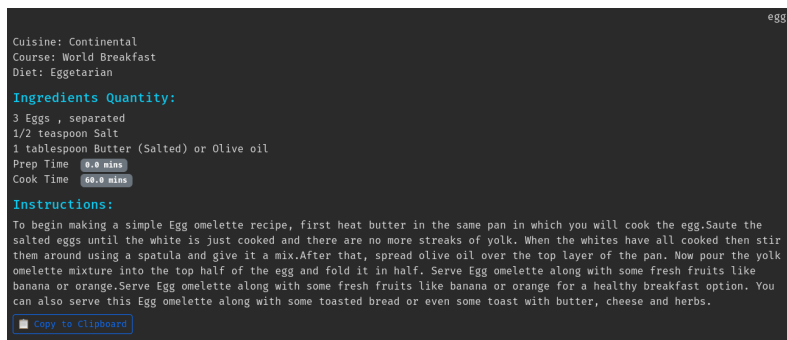 egg
Cuisine: Continental
Course: World Breakfast
Diet: Eggetarian
Ingredients Quantity:
3 Eggs , separated
1/2 teaspoon Salt
1 tablespoon Butter (Salted) or Olive oil
Prep Time 0.0 mins
Cook Time 60.0 mins
Instructions:
To begin making a simple Egg omelette recipe, first heat butter in the same pan in which you will cook the egg.Saute the
salted eggs until the white is just cooked and there are no more streaks of yolk. When the whites have all cooked then stir
them around using a spatula and give it a mix.After that, spread olive oil over the top layer of the pan. Now pour the yolk
omelette mixture into the top half of the egg and fold it in half. Serve Egg omelette along with some fresh fruits like
banana or orange.Serve Egg omelette along with some fresh fruits like banana or orange for a healthy breakfast option. You
can also serve this Egg omelette along with some toasted bread or even some toast with butter, cheese and herbs.
Copy to Clipboard